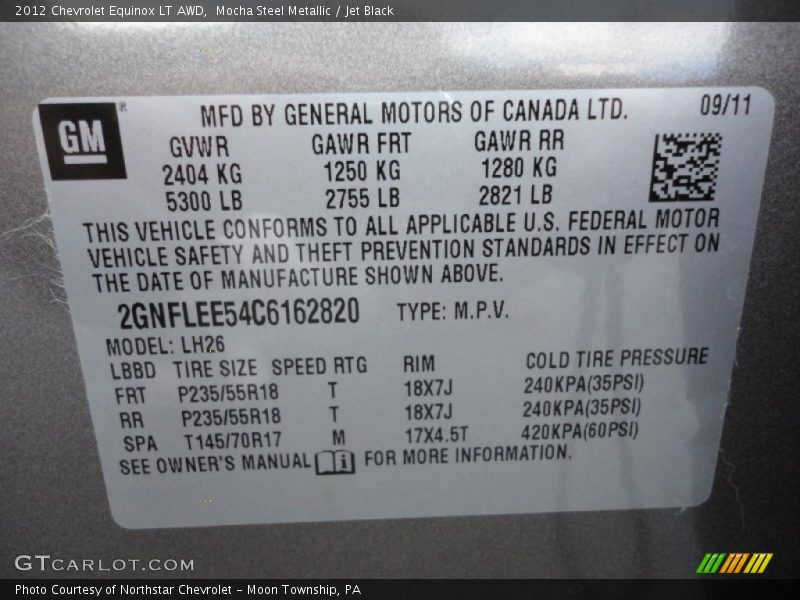 2012 Chevrolet Equinox LT AWD,  Mocha Steel Metallic / Jet Black
GM
®
MFD BY GENERAL MOTORS OF CANADA LTD.
09/11
GVWR GAWR FRT GAWR RR
2404 KG 1250 KG 1280 KG
5300 LB 2755 LB 2821 LB
THIS VEHICLE CONFORMS TO ALL APPLICABLE U.S. FEDERAL MOTOR
VEHICLE SAFETY AND THEFT PREVENTION STANDARDS IN EFFECT ON
THE DATE OF MANUFACTURE SHOWN ABOVE.
2GNFLEE54C6162820 TYPE: M.P.V.
MODEL: LH26
LBBD TIRE SIZE SPEED RTG RIM COLD TIRE PRESSURE
FRT P235/55R18 T 18X7J 240KPA(35PSI)
RR P235/55R18 T 18X7J 240KPA(35PSI)
SPA T145/70R17 M 17X4.5T 420KPA(60PSI)
SEE OWNER'S MANUAL i FOR MORE INFORMATION.
GTCARLOT.COM
Photo Courtesy of Northstar Chevrolet - Moon Township, PA